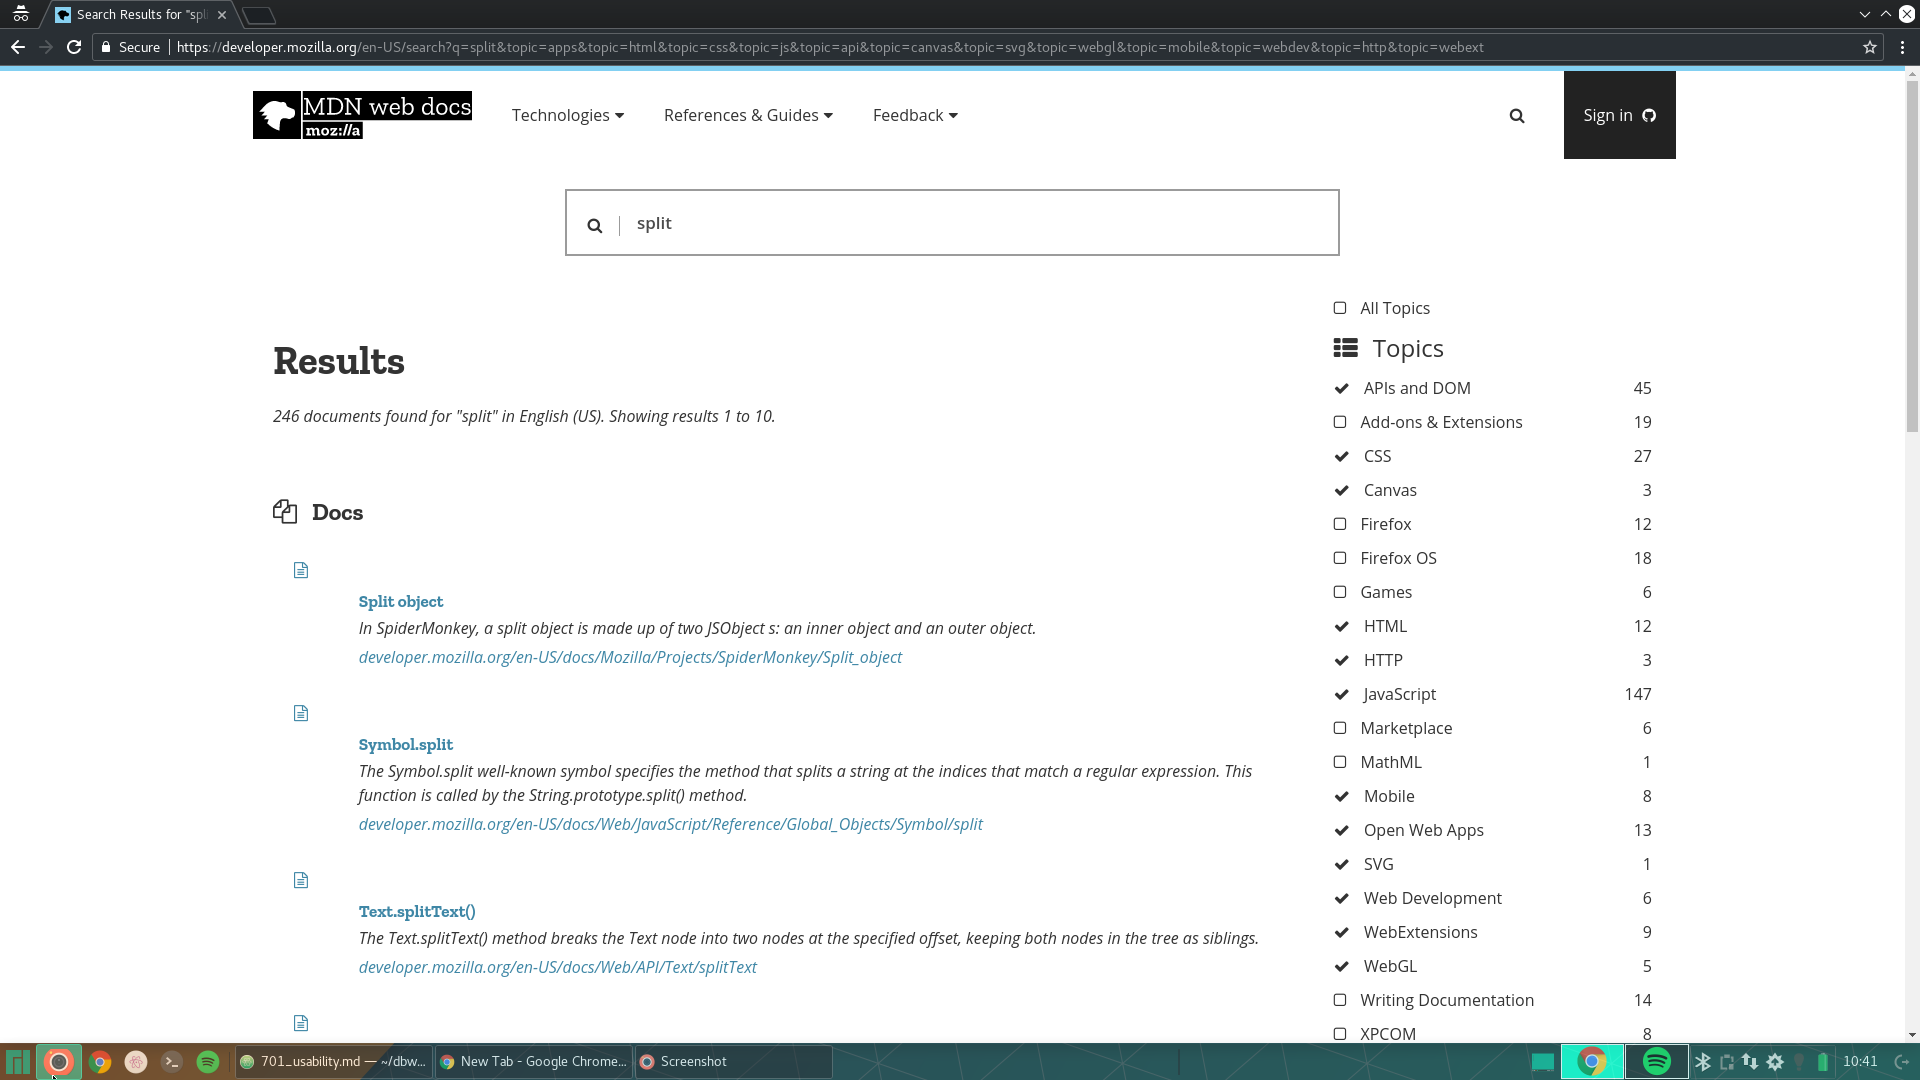 Search Results for "spl
Secure
https://developer.mozilla.org/en-US/search?q=split&topic=apps&topic=html&topic=css&topic=js&topic=api&topic=canvas&topic=svg&topic=webgl&topic=mobile&topic=webdev&topic=http&topic=webext
MDN web docs
moz://a
Technologies
References & Guides
Feedback
Sign in
split
Results
246 documents found for "split" in English (US). Showing results 1 to 10.
Docs
Split object
In SpiderMonkey, a split object is made up of two JSObject s: an inner object and an outer object.
developer.mozilla.org/en-US/docs/Mozilla/Projects/SpiderMonkey/Split_object
Symbol.split
The Symbol.split well-known symbol specifies the method that splits a string at the indices that match a regular expression. This
function is called by the String.prototype.split() method.
developer.mozilla.org/en-US/docs/Web/JavaScript/Reference/Global_Objects/Symbol/split
Text.splitText()
The Text.splitText() method breaks the Text node into two nodes at the specified offset, keeping both nodes in the tree as siblings.
developer.mozilla.org/en-US/docs/Web/API/Text/splitText
All Topics
Topics
APIs and DOM 45
Add-ons & Extensions 19
CSS 27
Canvas 3
Firefox 12
Firefox OS 18
Games 6
HTML 12
HTTP 3
JavaScript 147
Marketplace 6
MathML 1
Mobile 8
Open Web Apps 13
SVG 1
Web Development 6
WebExtensions 9
WebGL 5
Writing Documentation 14
XPCOM 8
701_usability.md — ~/dbw...
New Tab - Google Chrome...
Screenshot
10:41